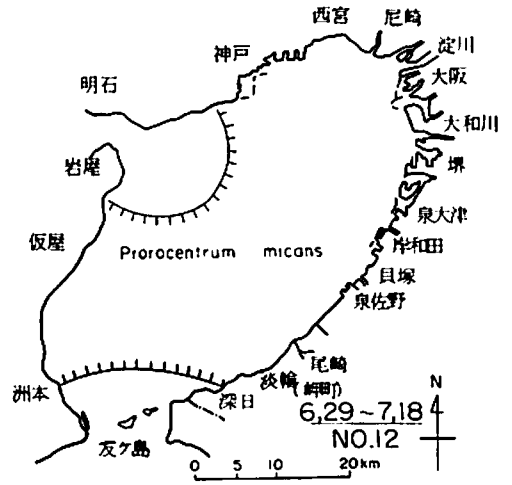 西宮
尼崎
淀川
神戸
大阪
明石
大和川
岩屋
堺
泉大津
仮屋
岸和田
Prorocentrum micans
貝塚
泉佐野
尾崎
淡輪
(岬町)
洲本
深日
N
6,29~7,18
友ケ島
NO.12
0 5 10 20km